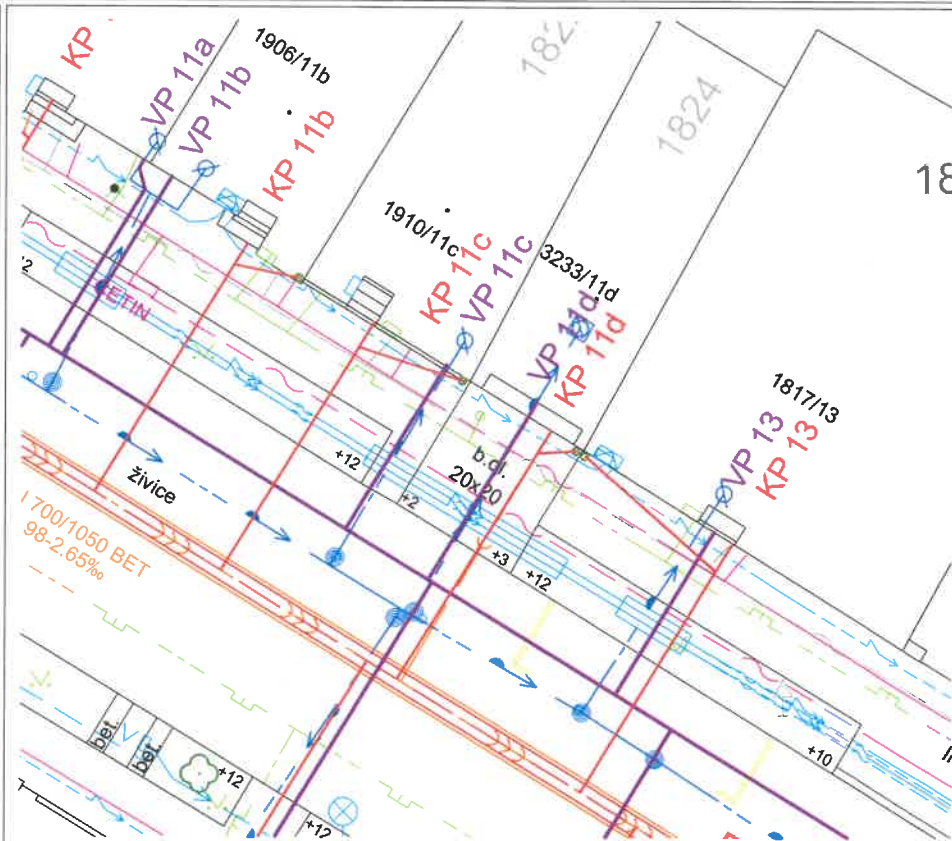 KP
VP 11a
VP 11b
1906/11b
KP 11b
182
1824
18
1910/11c
KP 11c
VP 11c
3233/11d
VP 11d
KP 11d
1817/13
VP 13
KP 13
ETIN
živice
+12
+2
b.dl.
20x20
+3
+12
700/1050 BET
98-2.65‰
bet.
bet.
+12
+12
+10